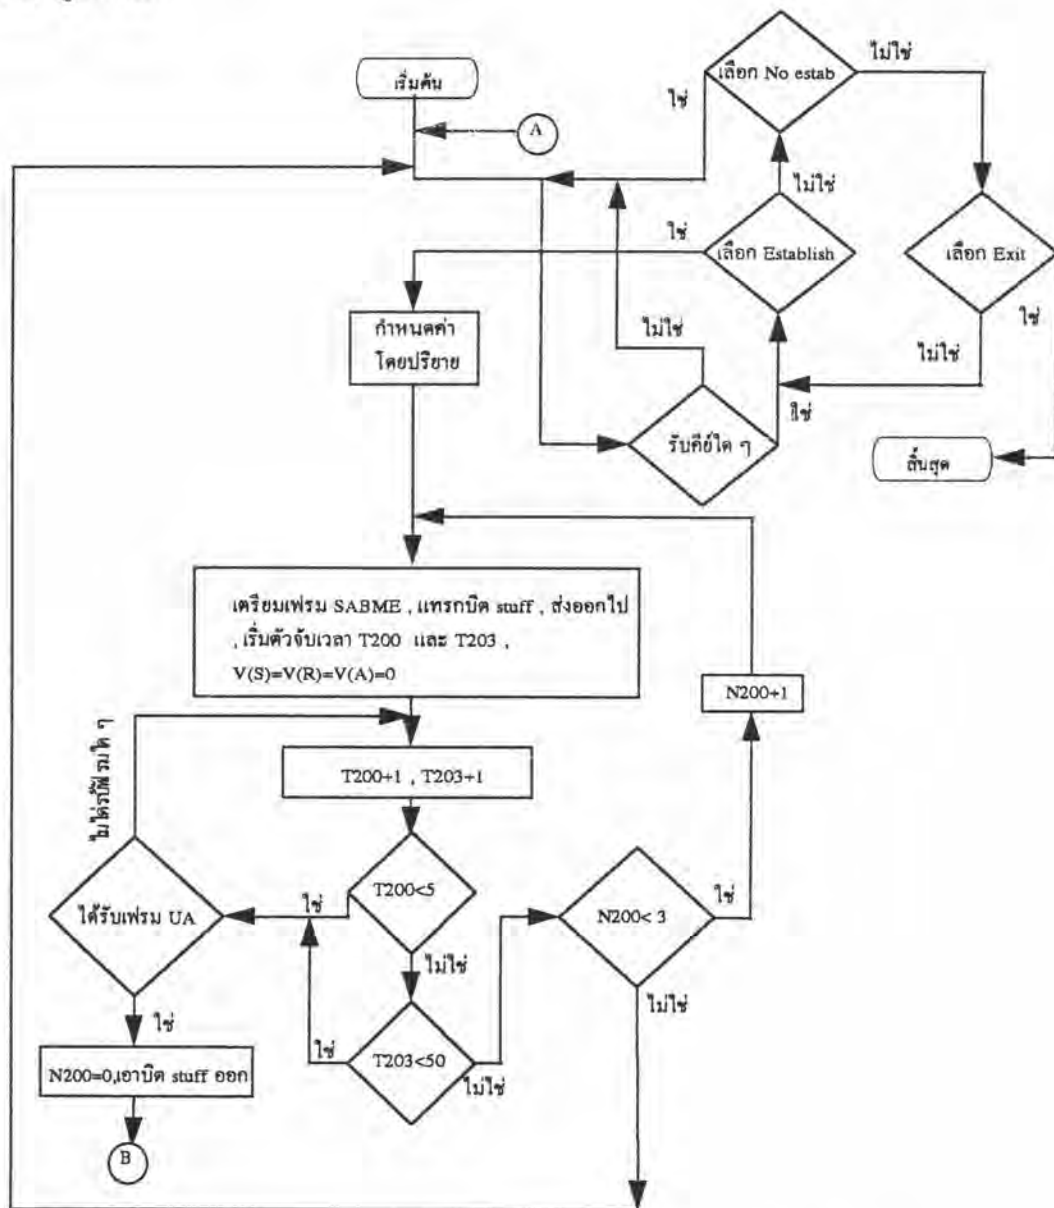 เริ่มต้น
A
เลือก No estab
ไม่ใช่
ใช่
ไม่ใช่
ใช่
เลือก Establish
เลือก Exit
ใช่
กำหนดค่า
โดยปริยาย
ไม่ใช่
ไม่ใช่
ใช่
รับคีย์ใด ๆ
สิ้นสุด
เตรียมเฟรม SABME , แทรกบิต stuff , ส่งออกไป
, เริ่มตัวจับเวลา T200 และ T203 ,
V(S)=V(R)=V(A)=0
N200+1
ไม่ได้รับเฟรมใด ๆ
T200+1 , T203+1
T200<5
ใช่
ได้รับเฟรม UA
N200< 3
ใช่
ไม่ใช่
ไม่ใช่
ใช่
ใช่
T203<50
ไม่ใช่
N200=0,เอาบิต stuff ออก
B